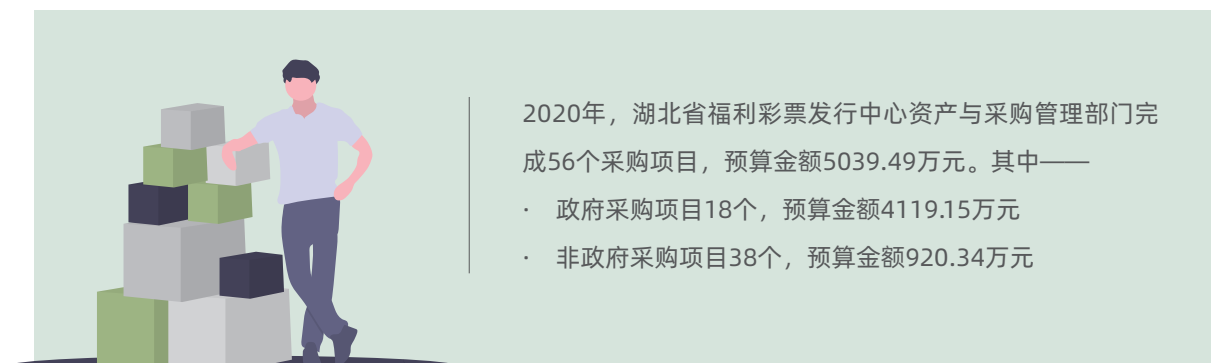 2020年，湖北省福利彩票发行中心资产与采购管理部门完
成56个采购项目，预算金额5039.49万元。其中——
· 政府采购项目18个，预算金额4119.15万元
· 非政府采购项目38个，预算金额920.34万元